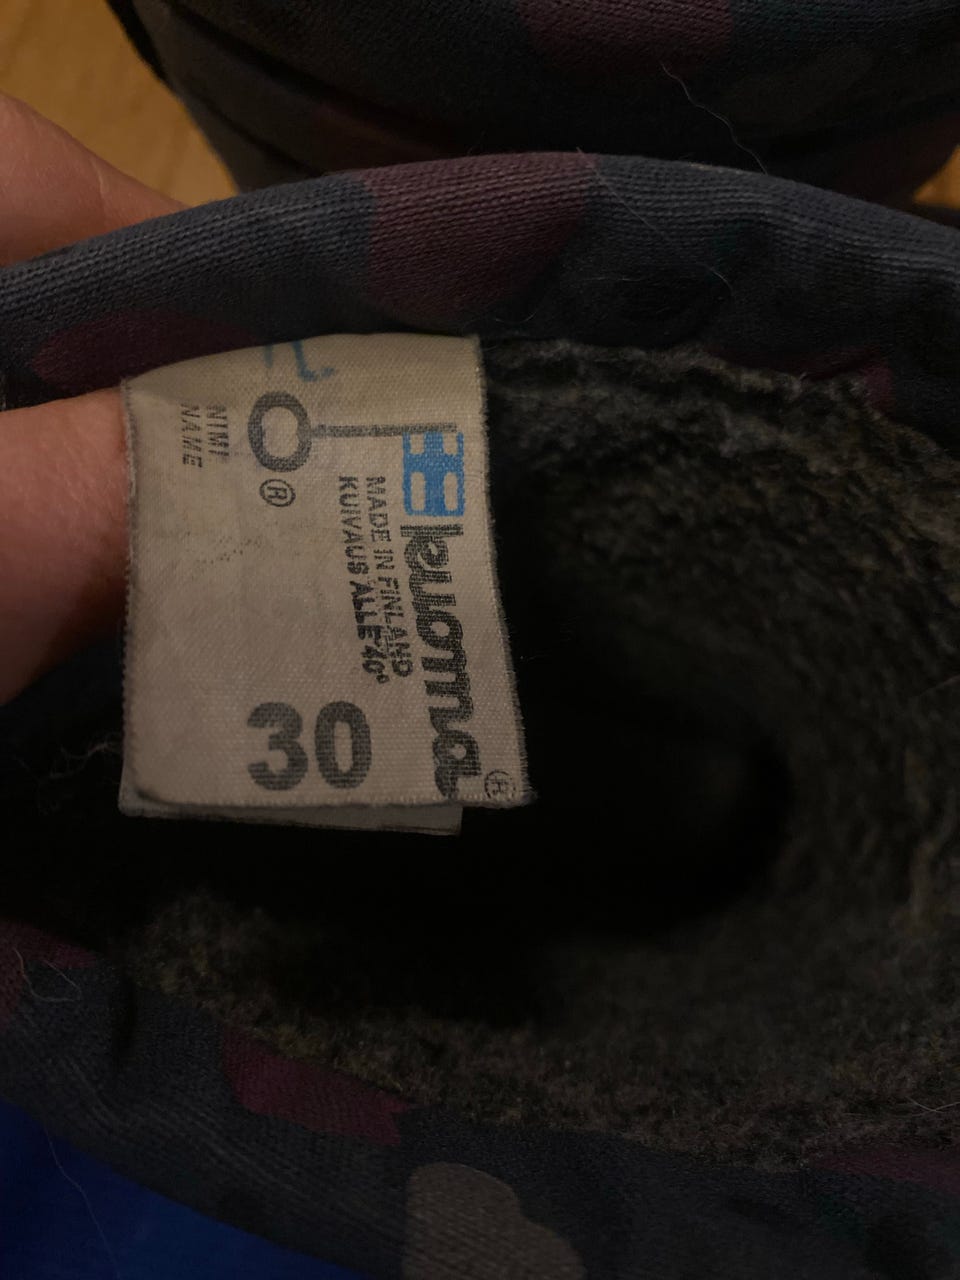 kuoma®
MADE IN FINLAND
KUIVAUS ALLE 40°
®
NIMI:
NAME
30